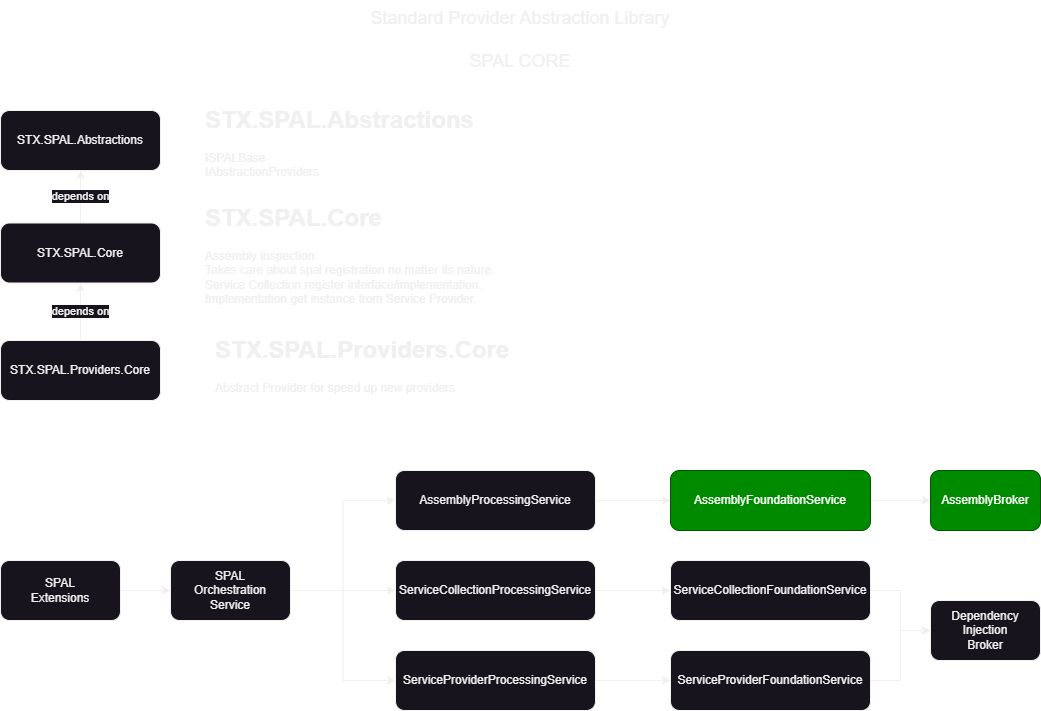 Standard Provider Abstraction Library
SPAL CORE
STX.SPAL.Abstractions
STX.SPAL.Abstractions
ISPALBase
IAbstractionProviders
depends on
STX.SPAL.Core
STX.SPAL.Core
Assembly inspection.
Takes care about spal registration no matter its nature.
Service Collection register interface/implementation.
Implementation get instance from Service Provider.
depends on
STX.SPAL.Providers.Core
STX.SPAL.Providers.Core
Abstract Provider for speed up new providers
AssemblyProcessingService
AssemblyFoundationService
AssemblyBroker
SPAL
Extensions
SPAL
Orchestration
Service
ServiceCollectionProcessingService
ServiceCollectionFoundationService
Dependency
Injection
Broker
ServiceProviderProcessingService
ServiceProviderFoundationService